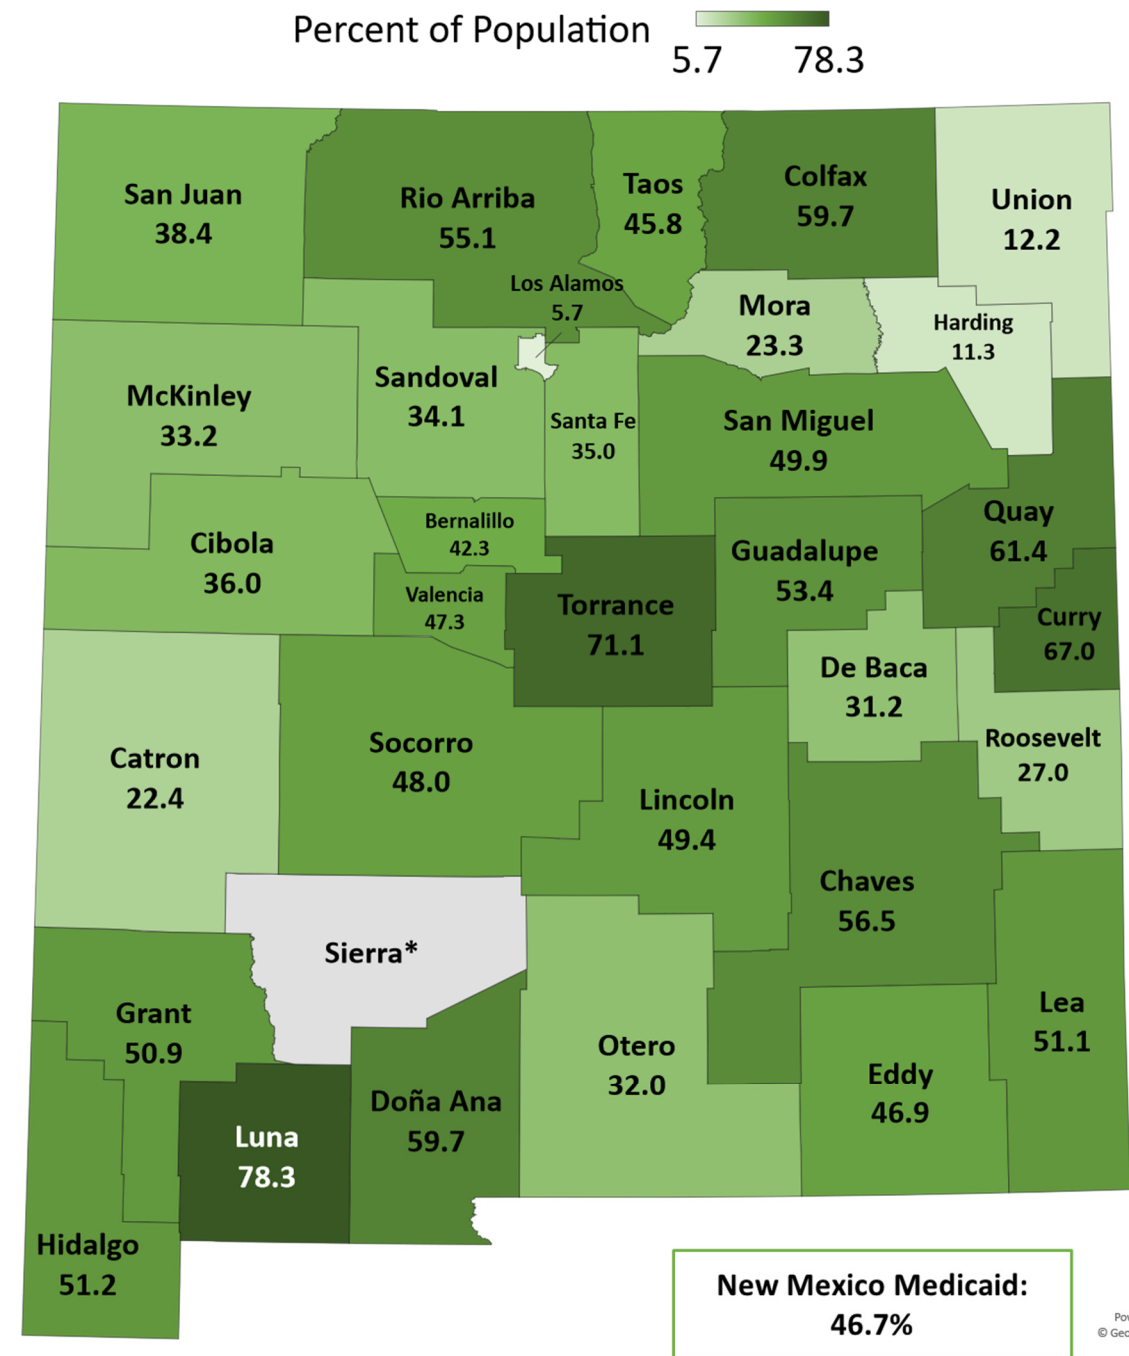 Percent of Population
5.7 78.3
San Juan
38.4
Rio Arriba
55.1
Taos
45.8
Colfax
59.7
Union
12.2
Los Alamos
5.7
Mora
23.3
Harding
11.3
McKinley
33.2
Sandoval
34.1
Santa Fe
35.0
San Miguel
49.9
Quay
61.4
Cibola
36.0
Bernalillo
42.3
Guadalupe
53.4
Valencia
47.3
Torrance
71.1
Curry
67.0
De Baca
31.2
Roosevelt
27.0
Catron
22.4
Socorro
48.0
Lincoln
49.4
Chaves
56.5
Sierra*
Grant
50.9
Otero
32.0
Lea
51.1
Eddy
46.9
Doña Ana
59.7
Luna
78.3
Hidalgo
51.2
New Mexico Medicaid:
46.7%